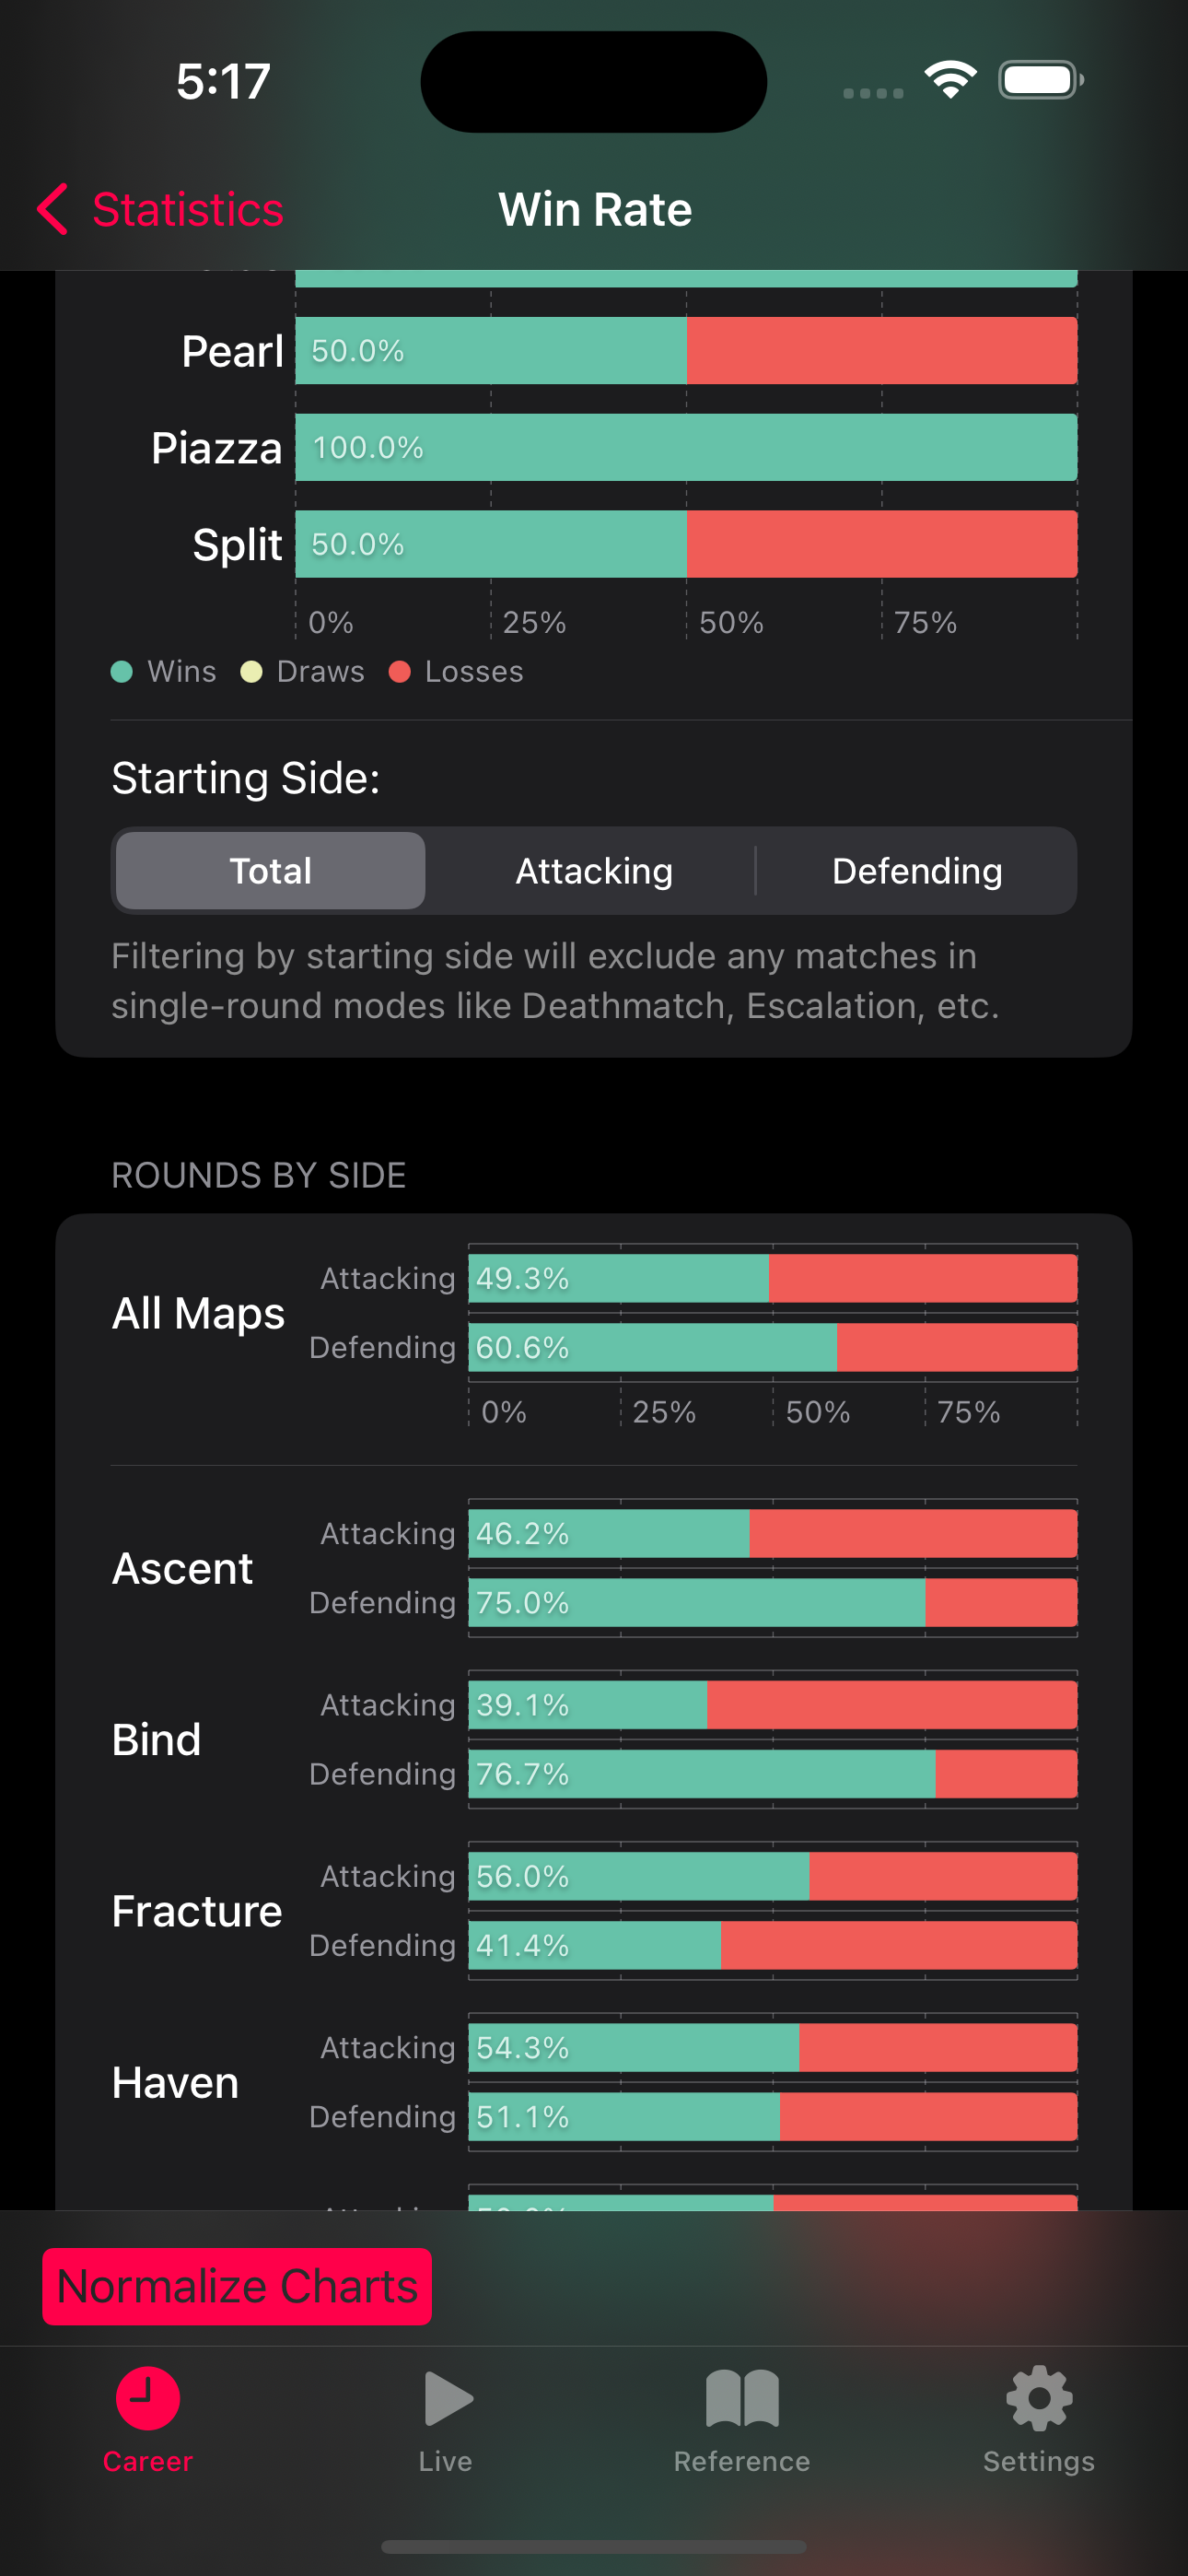 5:17
Statistics
Win Rate
Pearl 50.0%
Piazza 100.0%
Split 50.0%
0% 25% 50% 75%
Wins Draws Losses
Starting Side:
Total Attacking Defending
Filtering by starting side will exclude any matches in
single-round modes like Deathmatch, Escalation, etc.
ROUNDS BY SIDE
All Maps
Attacking 49.3%
Defending 60.6%
0% 25% 50% 75%
Ascent
Attacking 46.2%
Defending 75.0%
Bind
Attacking 39.1%
Defending 76.7%
Fracture
Attacking 56.0%
Defending 41.4%
Haven
Attacking 54.3%
Defending 51.1%
Normalize Charts
Career Live Reference Settings